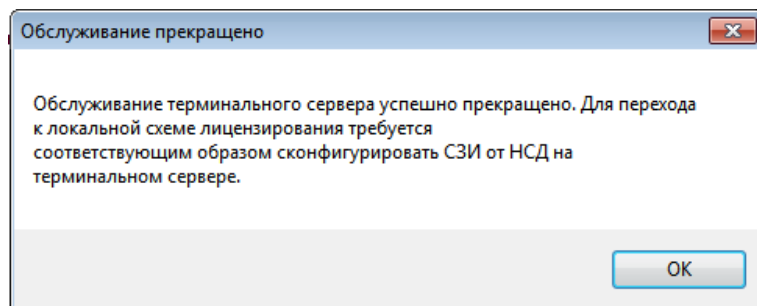 Обслуживание прекращено
Обслуживание терминального сервера успешно прекращено. Для перехода
к локальной схеме лицензирования требуется
соответствующим образом сконфигурировать СЗИ от НСД на
терминальном сервере.
ОК